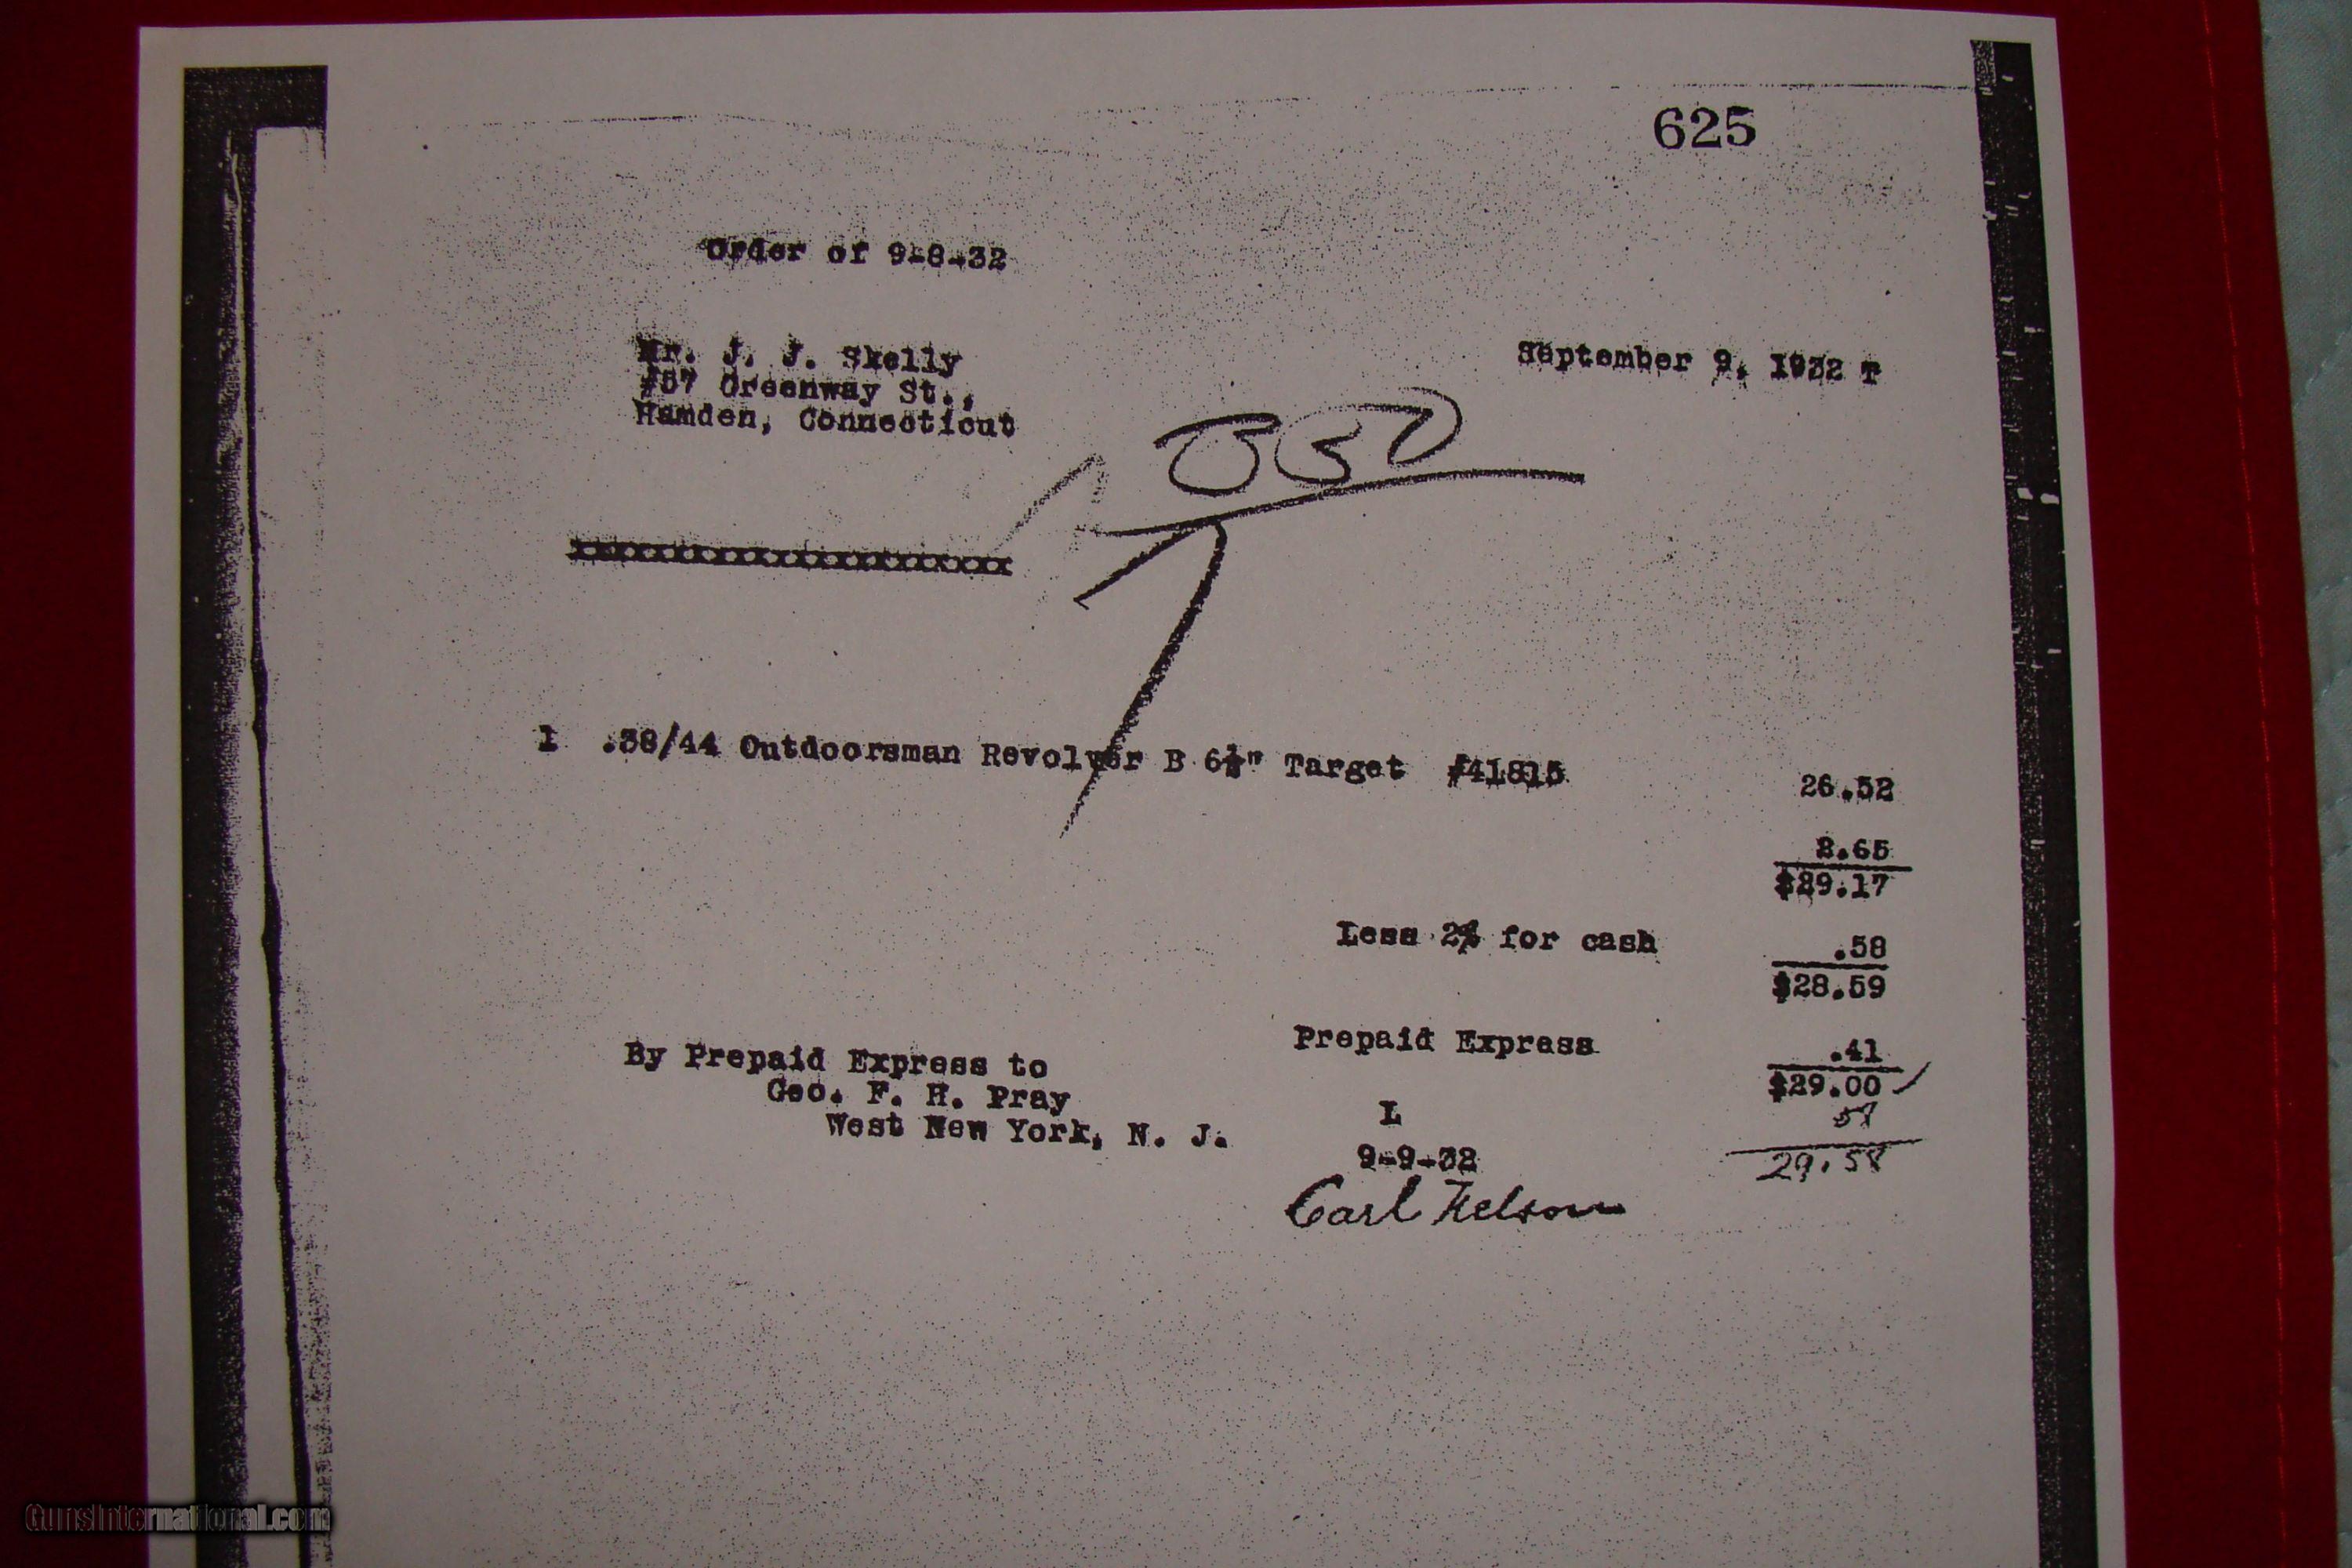 625
Order of 9-8-32
Mr. J. J. Skelly
September 9, 1932 T
#57 Greenway St.,
Hamden, Connecticut
xxxxxxxxxxxxxxxxxxxxxx
1 .38/44 Outdoorsman Revolver B 6½" Target #41815
26.52
2.65
$29.17
Less 2% for cash .58
$28.59
Prepaid Express .41
By Prepaid Express to
Geo. F. H. Pray
West New York, N. J.
$29.00
L
9-9-32
29.58
Carl Nelson
GunsInternational.com